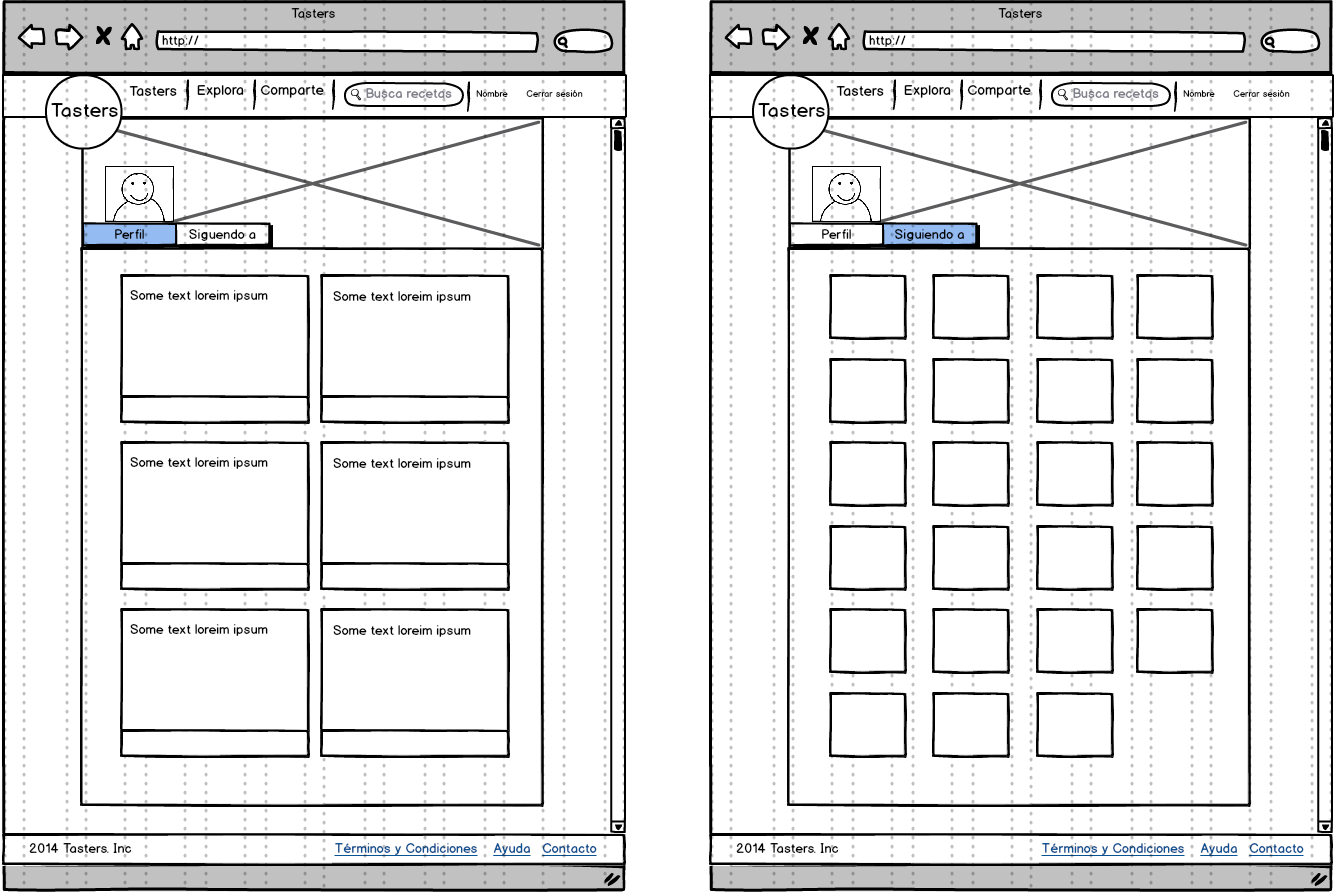 Tasters
http://
Tasters
Tasters Explora Comparte Busca recetas Nombre Cerrar sesión
Perfil Siguiendo a
Some text loreim ipsum Some text loreim ipsum
Some text loreim ipsum Some text loreim ipsum
Some text loreim ipsum Some text loreim ipsum
2014 Tasters. Inc Términos y Condiciones Ayuda Contacto
Tasters
http://
Tasters
Tasters Explora Comparte Busca recetas Nombre Cerrar sesión
Perfil Siguiendo a
2014 Tasters. Inc Términos y Condiciones Ayuda Contacto